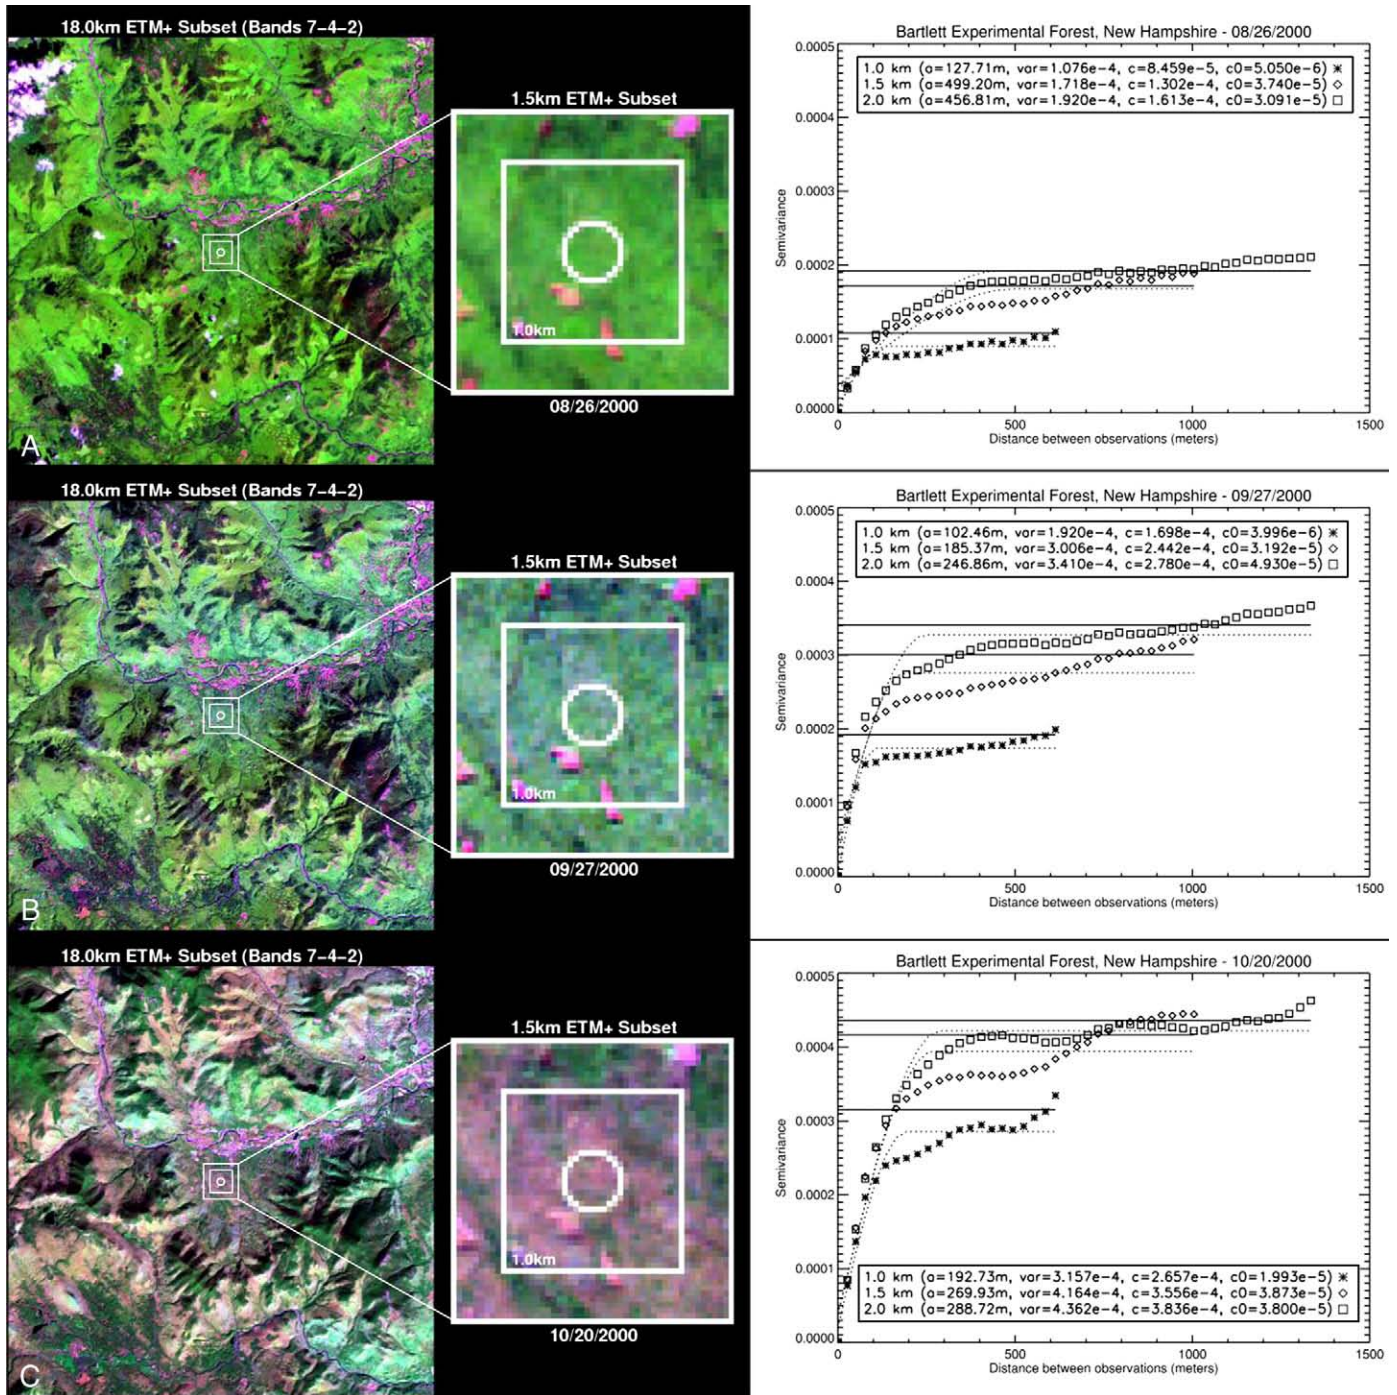 18.0km ETM+ Subset (Bands 7-4-2)
1.5km ETM+ Subset
1.0km
08/26/2000
A
Bartlett Experimental Forest, New Hampshire - 08/26/2000
1.0 km (a=127.71m, var=1.076e-4, c=8.459e-5, c0=5.050e-6)
1.5 km (a=499.20m, var=1.718e-4, c=1.302e-4, c0=3.740e-5)
2.0 km (a=456.81m, var=1.920e-4, c=1.613e-4, c0=3.091e-5)
0.0005
0.0004
0.0003
0.0002
0.0001
0.0000
Semivariance
0 500 1000 1500
Distance between observations (meters)
18.0km ETM+ Subset (Bands 7-4-2)
1.5km ETM+ Subset
1.0km
09/27/2000
B
Bartlett Experimental Forest, New Hampshire - 09/27/2000
1.0 km (a=102.46m, var=1.920e-4, c=1.698e-4, c0=3.996e-6)
1.5 km (a=185.37m, var=3.006e-4, c=2.442e-4, c0=3.192e-5)
2.0 km (a=246.86m, var=3.410e-4, c=2.780e-4, c0=4.930e-5)
0.0005
0.0004
0.0003
0.0002
0.0001
0.0000
Semivariance
0 500 1000 1500
Distance between observations (meters)
18.0km ETM+ Subset (Bands 7-4-2)
1.5km ETM+ Subset
1.0km
10/20/2000
C
Bartlett Experimental Forest, New Hampshire - 10/20/2000
0.0005
0.0004
0.0003
0.0002
0.0001
0.0000
Semivariance
1.0 km (a=192.73m, var=3.157e-4, c=2.657e-4, c0=1.993e-5)
1.5 km (a=269.93m, var=4.164e-4, c=3.556e-4, c0=3.873e-5)
2.0 km (a=288.72m, var=4.362e-4, c=3.836e-4, c0=3.800e-5)
0 500 1000 1500
Distance between observations (meters)